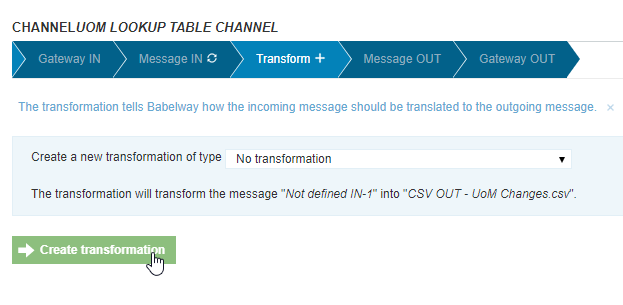 CHANNELUOM LOOKUP TABLE CHANNEL
Gateway IN Message IN Transform + Message OUT Gateway OUT
The transformation tells Babelway how the incoming message should be translated to the outgoing message. ×
Create a new transformation of type No transformation
The transformation will transform the message "Not defined IN-1" into "CSV OUT - UoM Changes.csv".
Create transformation